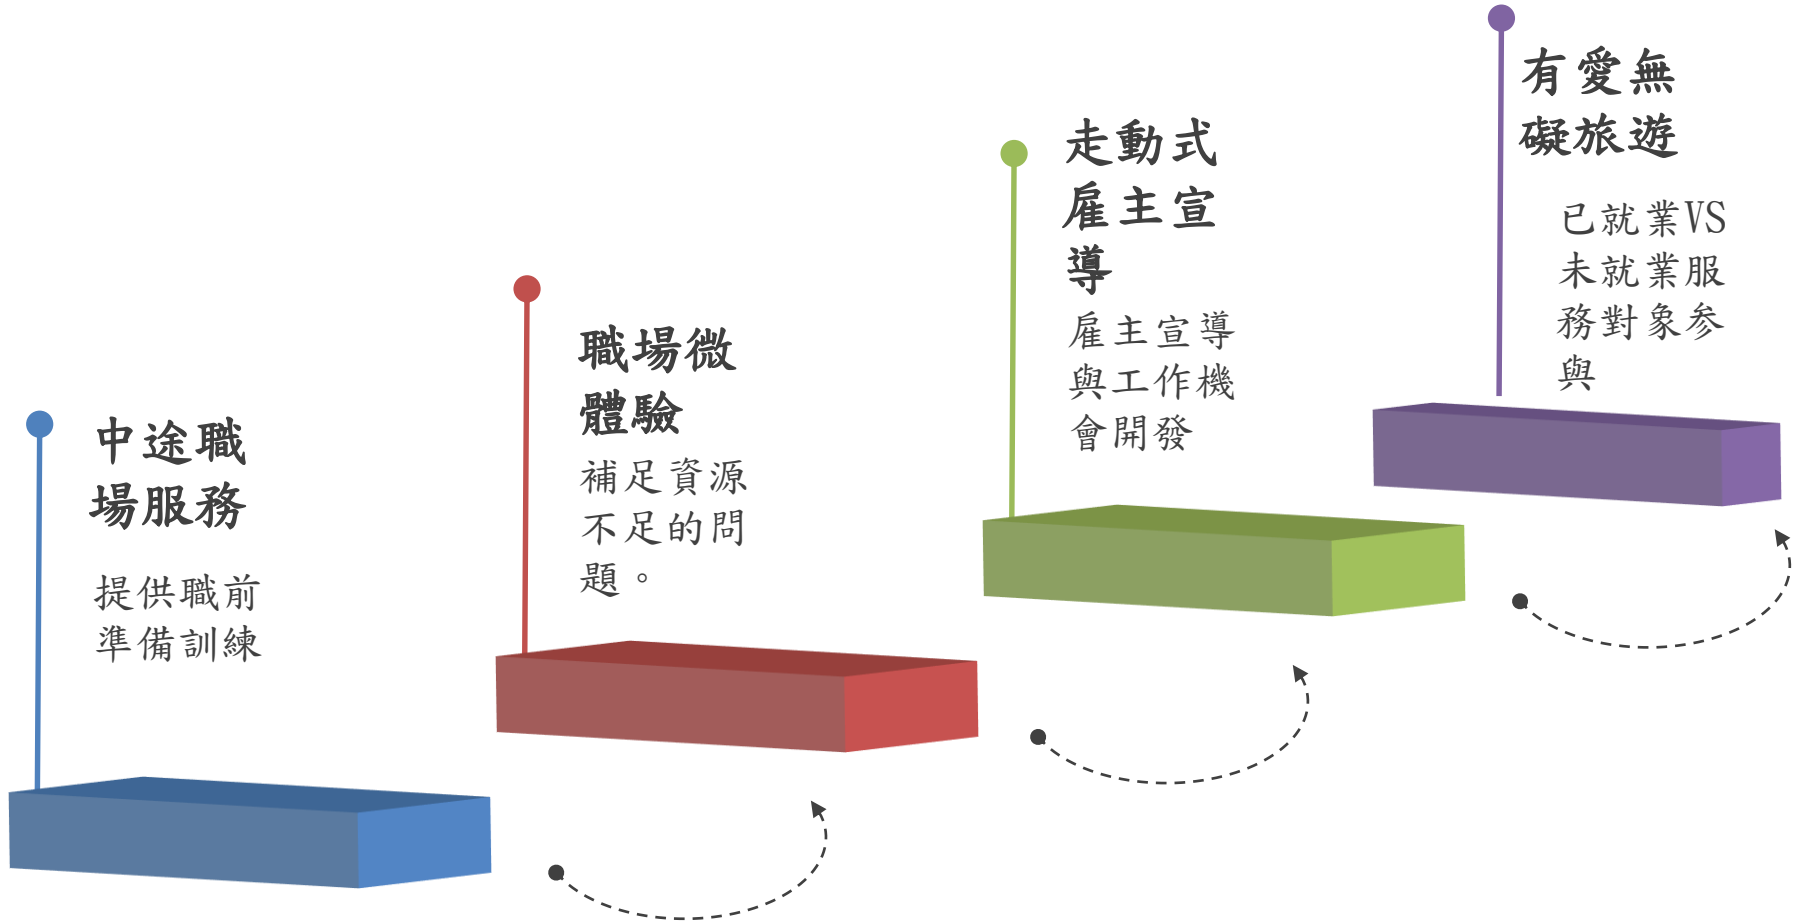 中途職
場服務
提供職前
準備訓練
職場微
體驗
補足資源
不足的問
題。
走動式
雇主宣
導
雇主宣導
與工作機
會開發
有愛無
礙旅遊
已就業VS
未就業服
務對象參
與